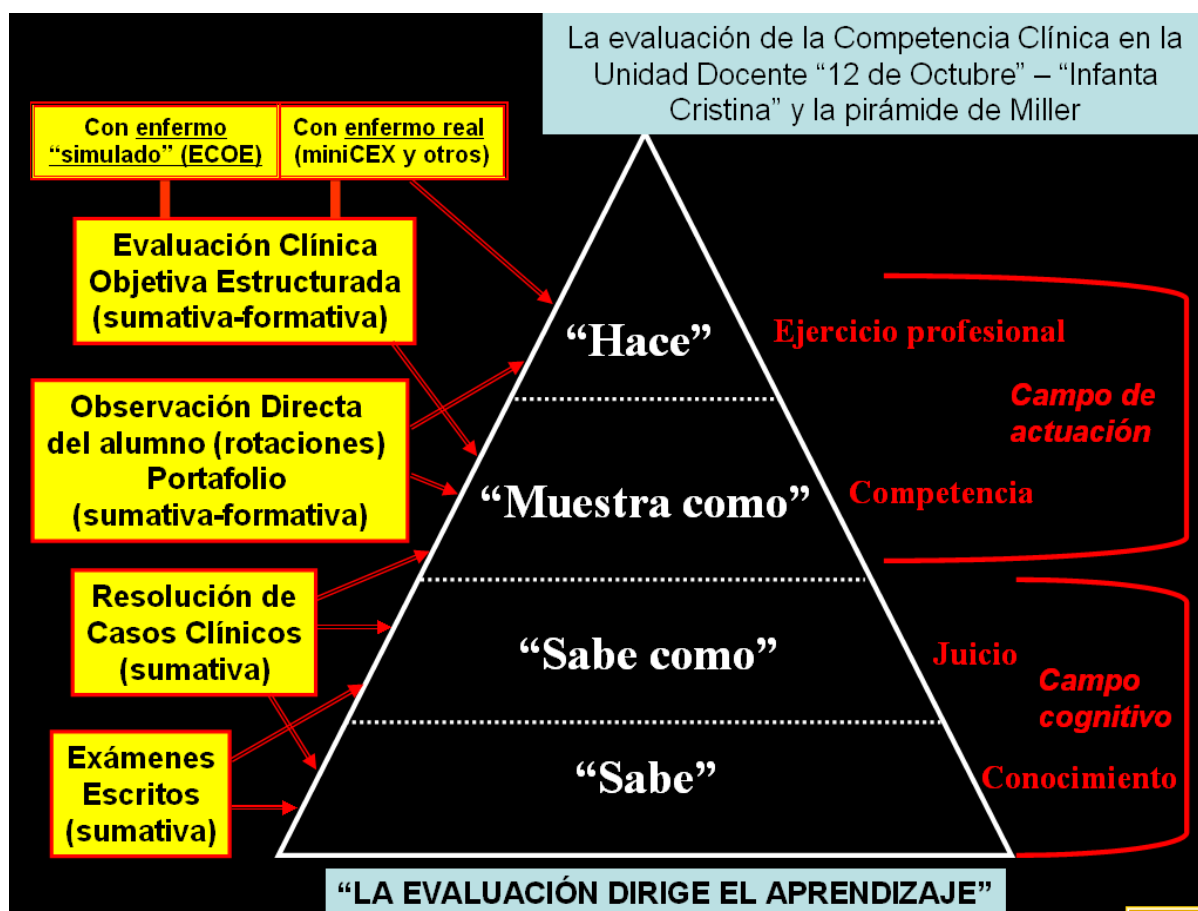 La evaluación de la Competencia Clínica en la
Unidad Docente “12 de Octubre” – “Infanta
Cristina” y la pirámide de Miller
Con enfermo
“simulado” (ECOE)
Con enfermo real
(miniCEX y otros)
Evaluación Clínica
Objetiva Estructurada
(sumativa-formativa)
Observación Directa
del alumno (rotaciones)
Portafolio
(sumativa-formativa)
Resolución de
Casos Clínicos
(sumativa)
Exámenes
Escritos
(sumativa)
“Hace”
“Muestra como”
“Sabe como”
“Sabe”
Ejercicio profesional
Competencia
Campo de
actuación
Juicio
Conocimiento
Campo
cognitivo
“LA EVALUACIÓN DIRIGE EL APRENDIZAJE”